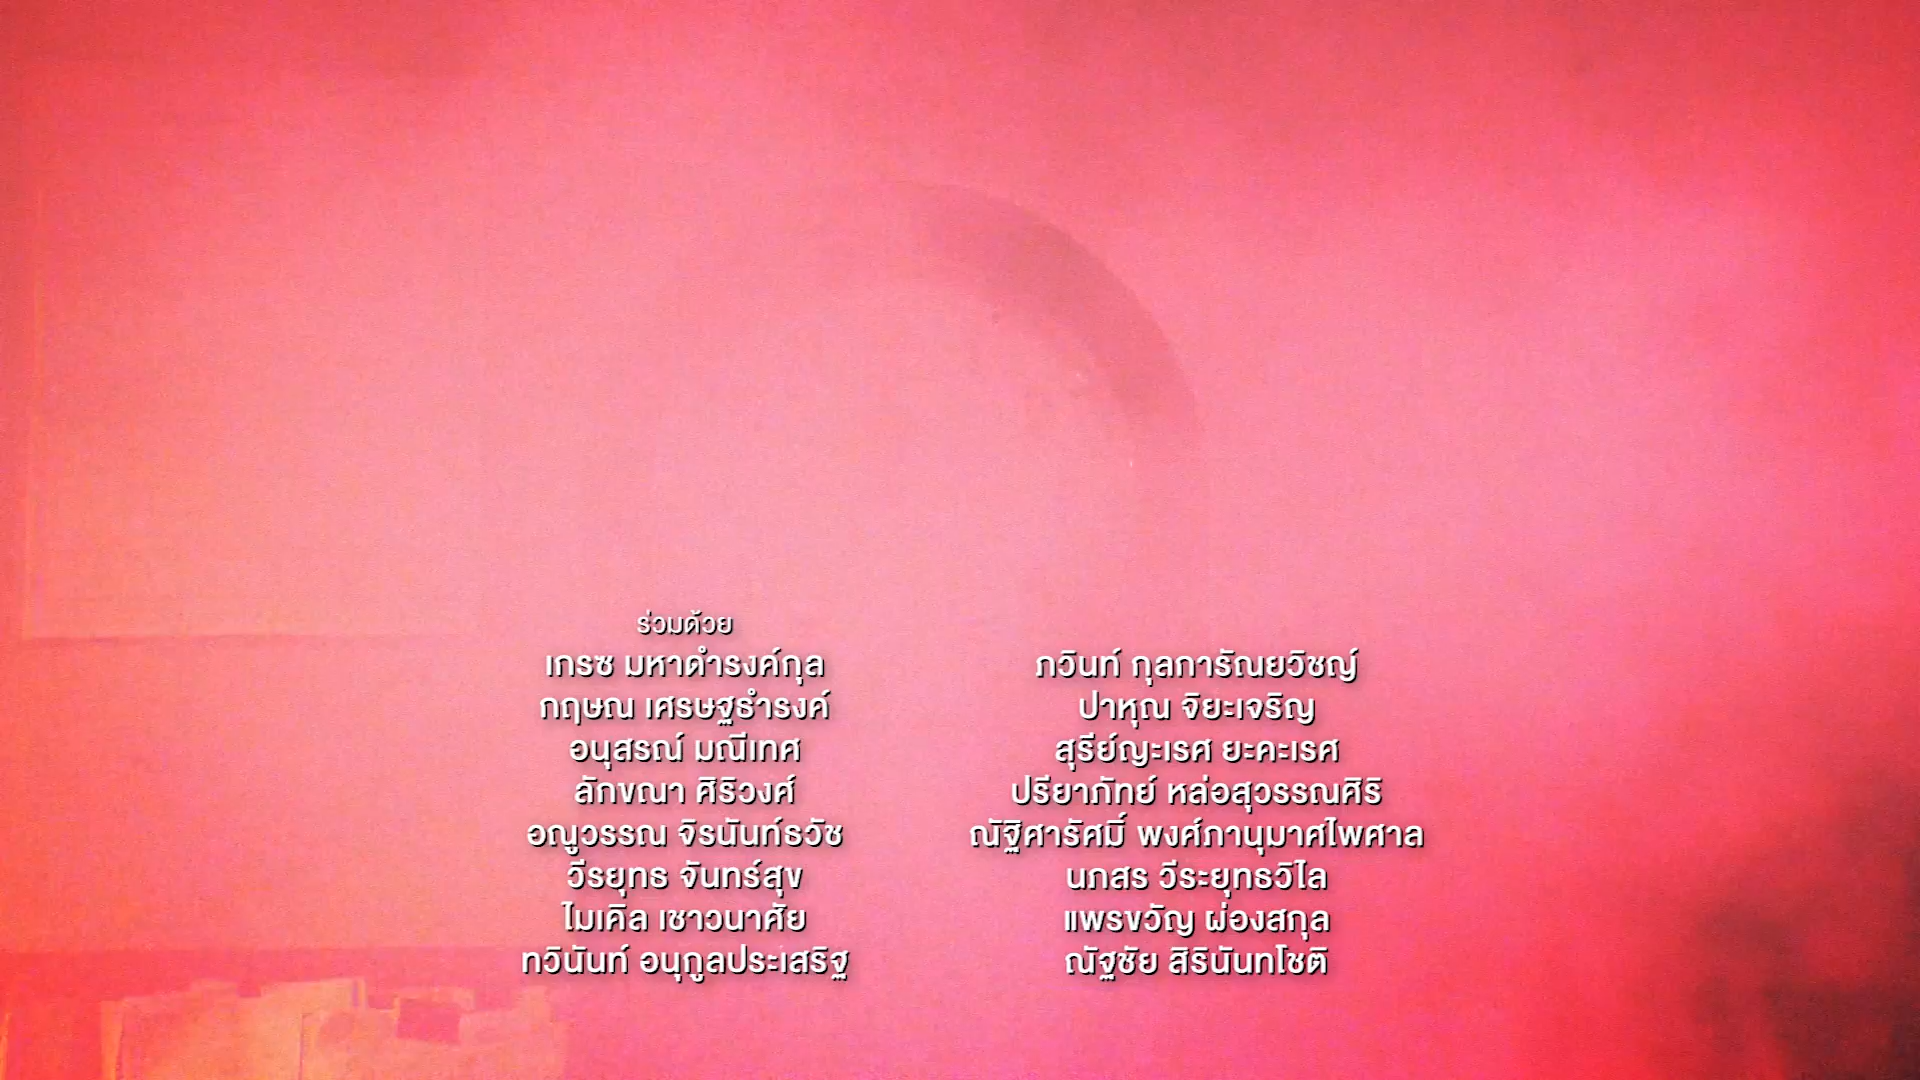 ร่วมด้วย
เกรซ มหาดำรงค์กุล
กฤษณ เศรษฐธำรงค์
อนุสรณ์ มณีเทศ
ลักขณา ศิริวงศ์
อณูวรรณ จิรนันท์ธวัช
วีรยุทธ จันทร์สุข
ไมเคิล เชาวนาศัย
ทวินันท์ อนุกูลประเสริฐ
ภวินท์ กุลการัณยวิชญ์
ปาหุณ จิยะเจริญ
สุรีย์ญะเรศ ยะคะเรศ
ปรียาภัทย์ หล่อสุวรรณศิริ
ณัฐิศารัศมิ์ พงศ์ภานุมาศไพศาล
นภสร วีระยุทธวิไล
แพรขวัญ ผ่องสกุล
ณัฐชัย สิรินันทโชติ